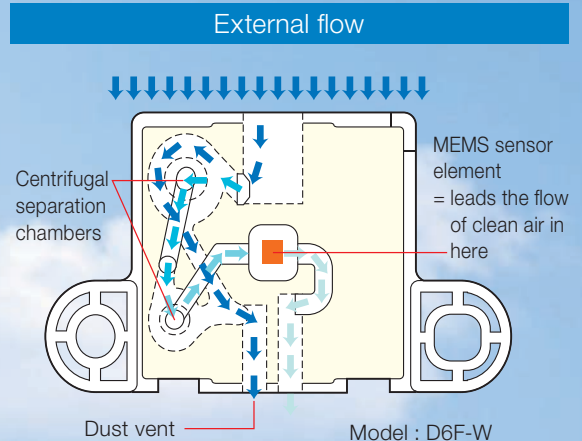 External flow
Centrifugal
separation
chambers
MEMS sensor
element
= leads the flow
of clean air in
here
Dust vent
Model : D6F-W